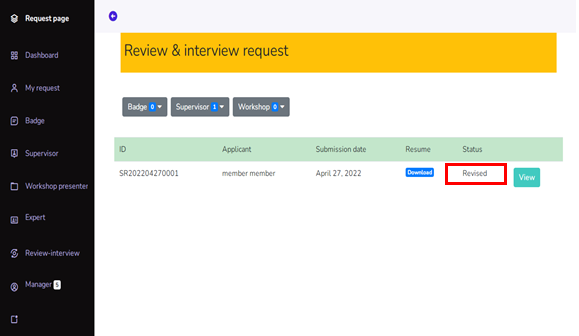 Request page
Dashboard
My request
Badge
Supervisor
Workshop presenter
Expert
Review-interview
Manager 5
Review & interview request
Badge 0 Supervisor 1 Workshop 0
ID Applicant Submission date Resume Status
SR202204270001 member member April 27, 2022 Download Revised View